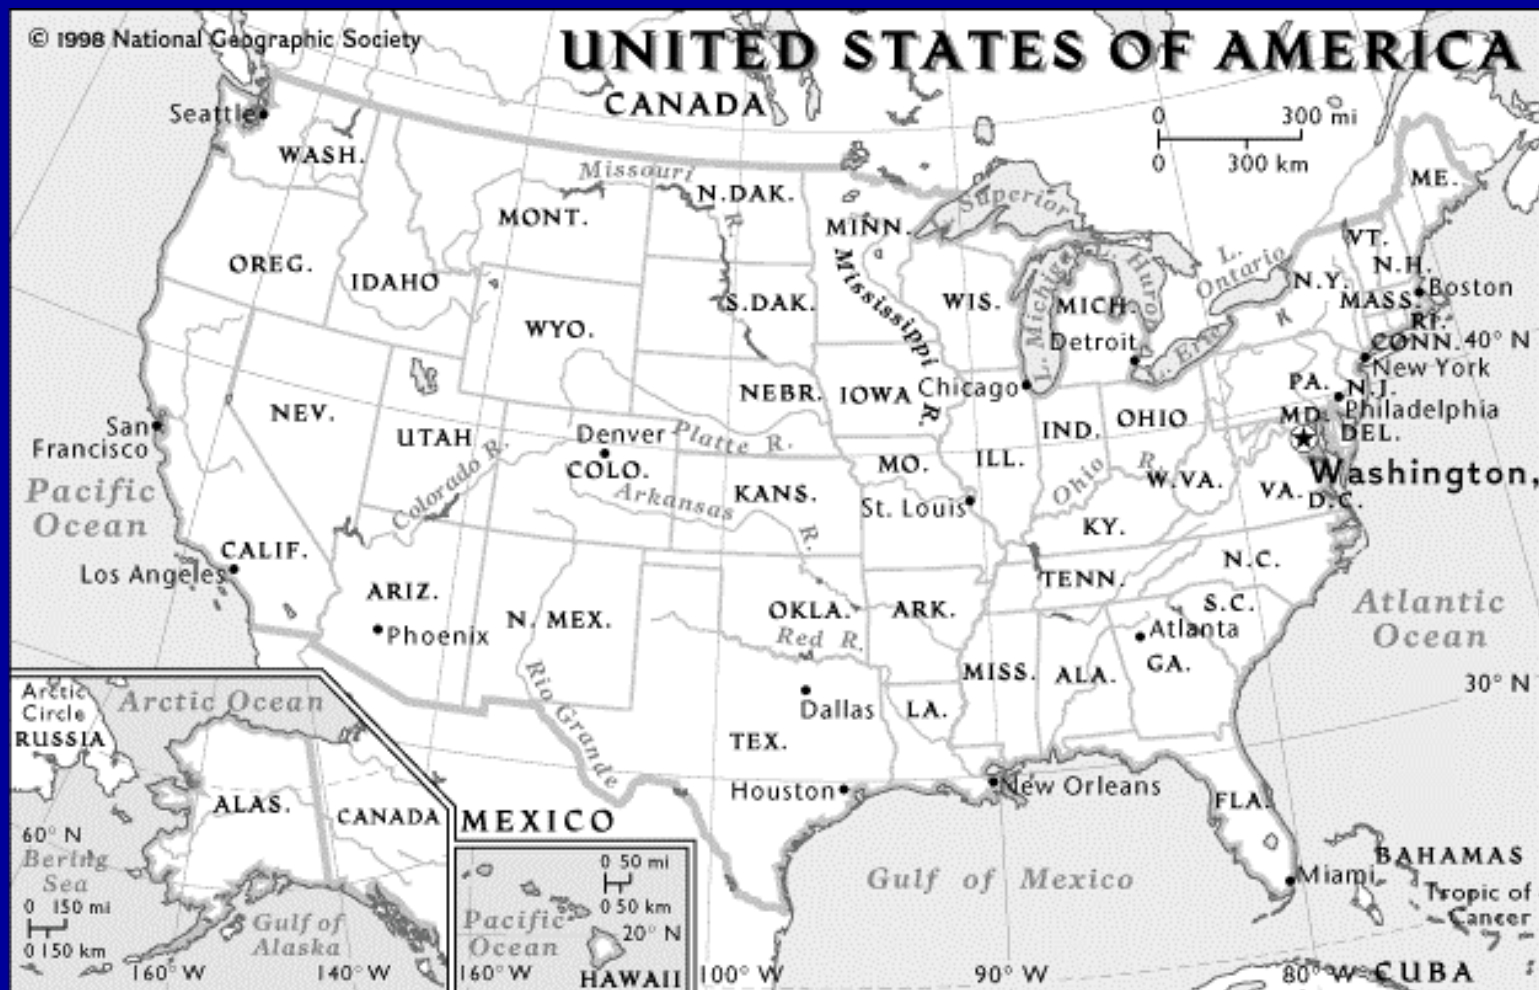 © 1998 National Geographic Society
UNITED STATES OF AMERICA
CANADA
0 300 mi
0 300 km
Seattle
WASH.
Missouri
R.
N.DAK.
MONT.
MINN.
Superior
ME.
OREG.
IDAHO
S.DAK.
Mississippi R.
WIS.
L. Michigan
MICH.
L. Huron
L.
Ontario
VT.
N.H.
N.Y.
MASS.
Boston
R.I.
CONN.
40° N
WYO.
Detroit
L. Erie
New York
NEBR.
IOWA
Chicago
PA.
N.J.
Philadelphia
NEV.
UTAH
Denver
Platte R.
IND.
OHIO
MD.
DEL.
San
Francisco
Colorado R.
COLO.
MO.
ILL.
Ohio R.
W.VA.
Washington,
D.C.
VA.
Pacific
Ocean
Arkansas
R.
KANS.
St. Louis
KY.
CALIF.
Los Angeles
ARIZ.
Phoenix
N. MEX.
OKLA.
Red R.
ARK.
TENN.
N.C.
S.C.
Atlanta
GA.
Atlantic
Ocean
MISS.
ALA.
30° N
Rio Grande
Dallas
LA.
TEX.
Houston
New Orleans
FLA.
Arctic
Circle
RUSSIA
Arctic Ocean
ALAS.
CANADA
MEXICO
60° N
Bering
Sea
0 150 mi
0 150 km
Gulf of
Alaska
160° W
140° W
0 50 mi
0 50 km
Pacific
Ocean
20° N
160° W
HAWAII
Gulf of Mexico
Miami
BAHAMAS
Tropic of
Cancer
100° W
90° W
80° W
CUBA